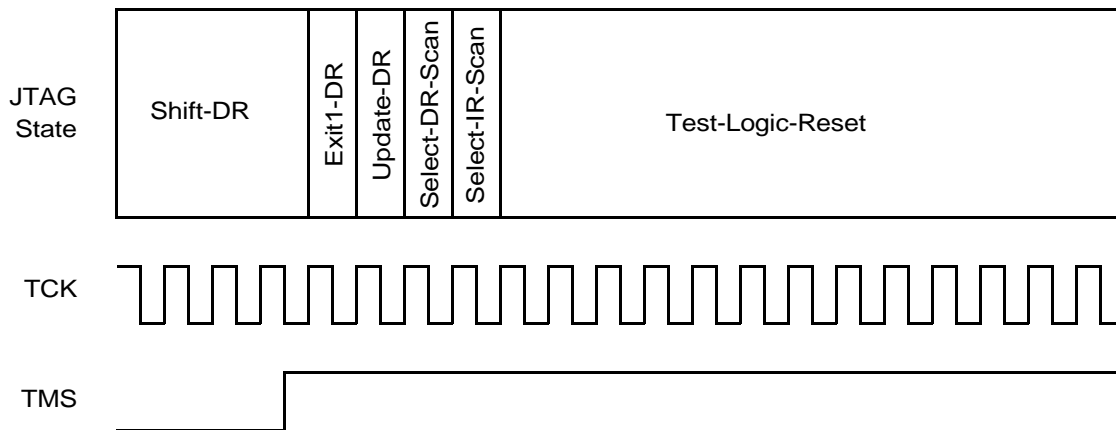 JTAG
State
Shift-DR
Exit1-DR
Update-DR
Select-DR-Scan
Select-IR-Scan
Test-Logic-Reset
TCK
TMS